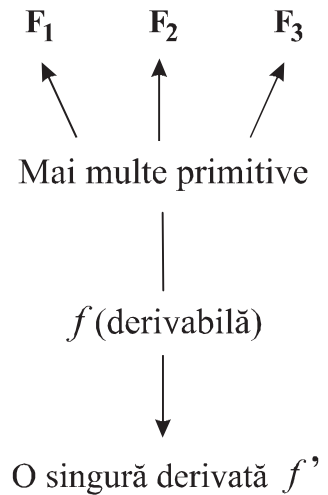 F₁ F₂ F₃
Mai multe primitive
f (derivabilă)
O singură derivată f’